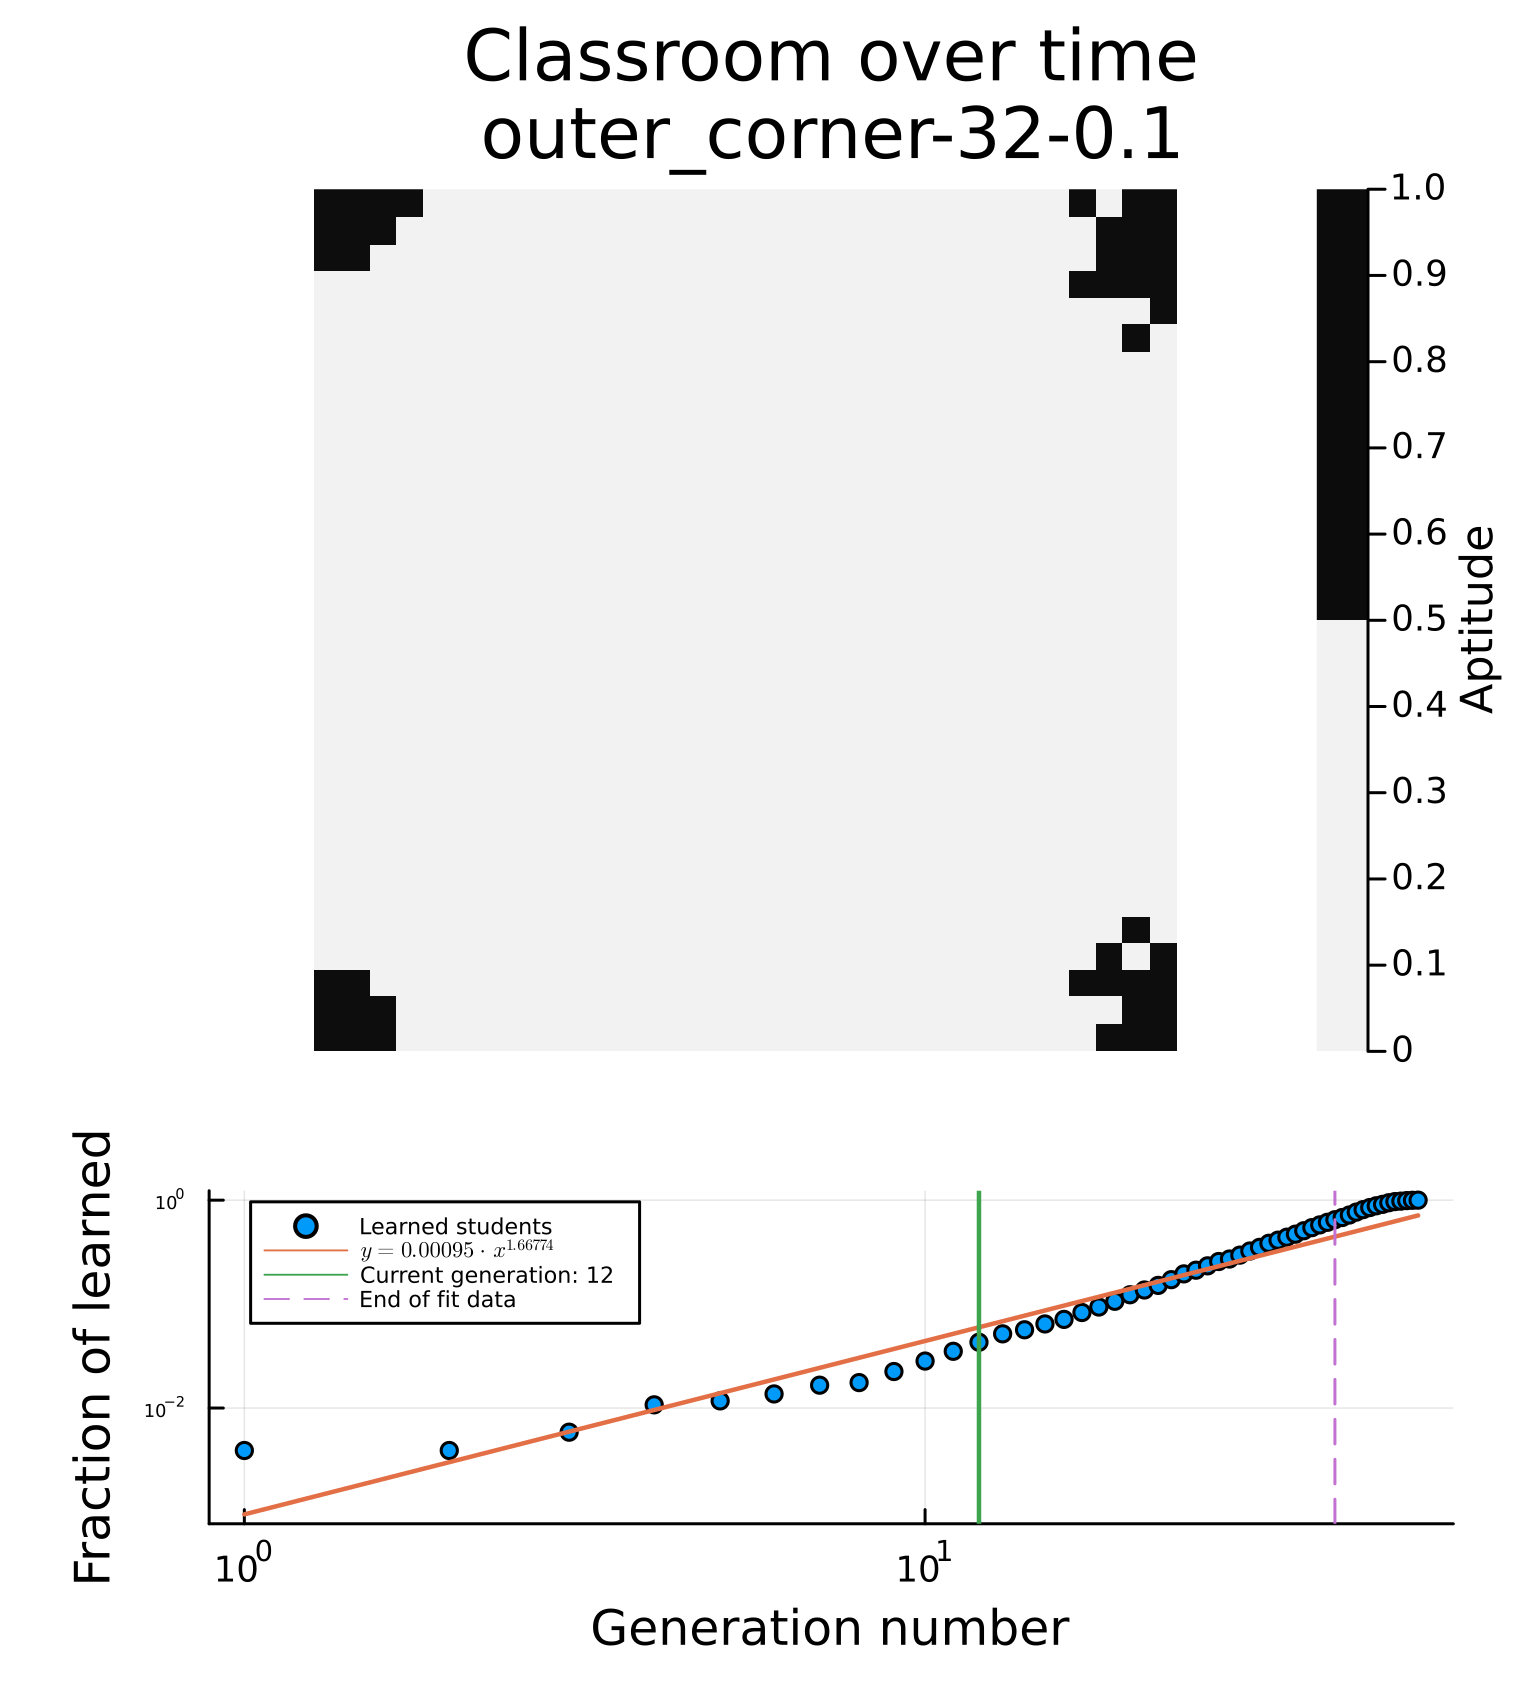 Classroom over time
outer_corner-32-0.1
1.0
0.9
0.8
0.7
0.6
0.5
0.4
0.3
0.2
0.1
0
Aptitude
Fraction of learned
10^0
10^-2
Learned students
y = 0.00095 · x^1.66774
Current generation: 12
End of fit data
10^0
10^1
Generation number